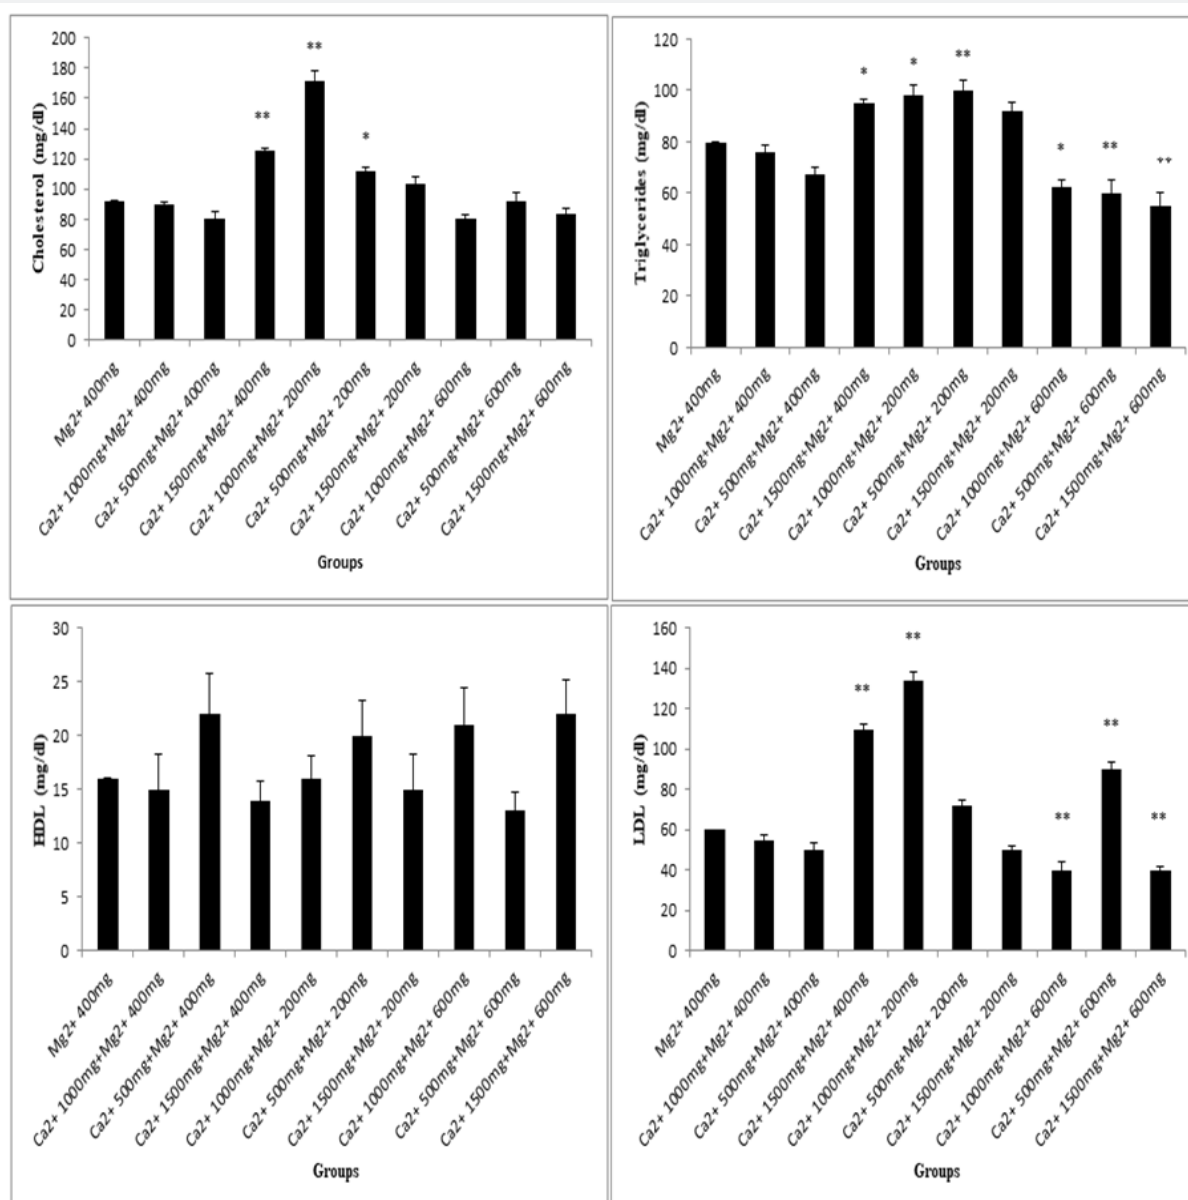 Cholesterol (mg/dl)
200
180
160
140
120
100
80
60
40
20
0
**
**
*
Mg2+ 400mg
Ca2+ 1000mg+Mg2+ 400mg
Ca2+ 500mg+Mg2+ 400mg
Ca2+ 1500mg+Mg2+ 400mg
Ca2+ 1000mg+Mg2+ 200mg
Ca2+ 500mg+Mg2+ 200mg
Ca2+ 1500mg+Mg2+ 200mg
Ca2+ 1000mg+Mg2+ 600mg
Ca2+ 500mg+Mg2+ 600mg
Ca2+ 1500mg+Mg2+ 600mg
Groups
Triglycerides (mg/dl)
120
100
80
60
40
20
0
*
*
**
*
**
**
Mg2+ 400mg
Ca2+ 1000mg+Mg2+ 400mg
Ca2+ 500mg+Mg2+ 400mg
Ca2+ 1500mg+Mg2+ 400mg
Ca2+ 1000mg+Mg2+ 200mg
Ca2+ 500mg+Mg2+ 200mg
Ca2+ 1500mg+Mg2+ 200mg
Ca2+ 1000mg+Mg2+ 600mg
Ca2+ 500mg+Mg2+ 600mg
Ca2+ 1500mg+Mg2+ 600mg
Groups
HDL (mg/dl)
30
25
20
15
10
5
0
Mg2+ 400mg
Ca2+ 1000mg+Mg2+ 400mg
Ca2+ 500mg+Mg2+ 400mg
Ca2+ 1500mg+Mg2+ 400mg
Ca2+ 1000mg+Mg2+ 200mg
Ca2+ 500mg+Mg2+ 200mg
Ca2+ 1500mg+Mg2+ 200mg
Ca2+ 1000mg+Mg2+ 600mg
Ca2+ 500mg+Mg2+ 600mg
Ca2+ 1500mg+Mg2+ 600mg
Groups
LDL (mg/dl)
160
140
120
100
80
60
40
20
0
**
**
**
**
**
Mg2+ 400mg
Ca2+ 1000mg+Mg2+ 400mg
Ca2+ 500mg+Mg2+ 400mg
Ca2+ 1500mg+Mg2+ 400mg
Ca2+ 1000mg+Mg2+ 200mg
Ca2+ 500mg+Mg2+ 200mg
Ca2+ 1500mg+Mg2+ 200mg
Ca2+ 1000mg+Mg2+ 600mg
Ca2+ 500mg+Mg2+ 600mg
Ca2+ 1500mg+Mg2+ 600mg
Groups